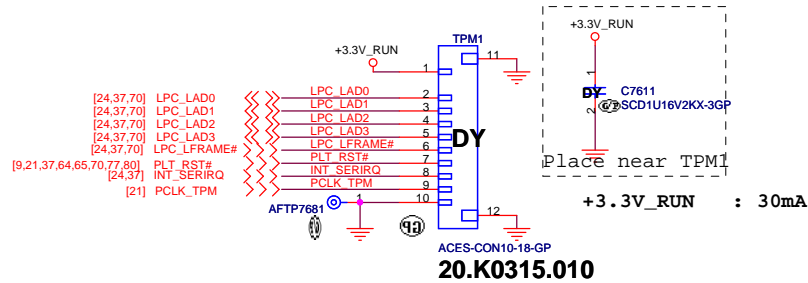 TPM1
+3.3V_RUN
1
11
[24,37,70] LPC_LAD0 LPC_LAD0 2
[24,37,70] LPC_LAD1 LPC_LAD1 3
[24,37,70] LPC_LAD2 LPC_LAD2 4
[24,37,70] LPC_LAD3 LPC_LAD3 5
[24,37,70] LPC_LFRAME# LPC_LFRAME# 6
[9,21,37,64,65,70,77,80] PLT_RST# PLT_RST# 7
[24,37] INT_SERIRQ INT_SERIRQ 8
[21] PCLK_TPM PCLK_TPM 9
AFTP7681 1 10
12
DY
GP
ACES-CON10-18-GP
20.K0315.010
+3.3V_RUN
1
DY
C7611
SCD1U16V2KX-3GP
2
Place near TPM1
+3.3V_RUN : 30mA